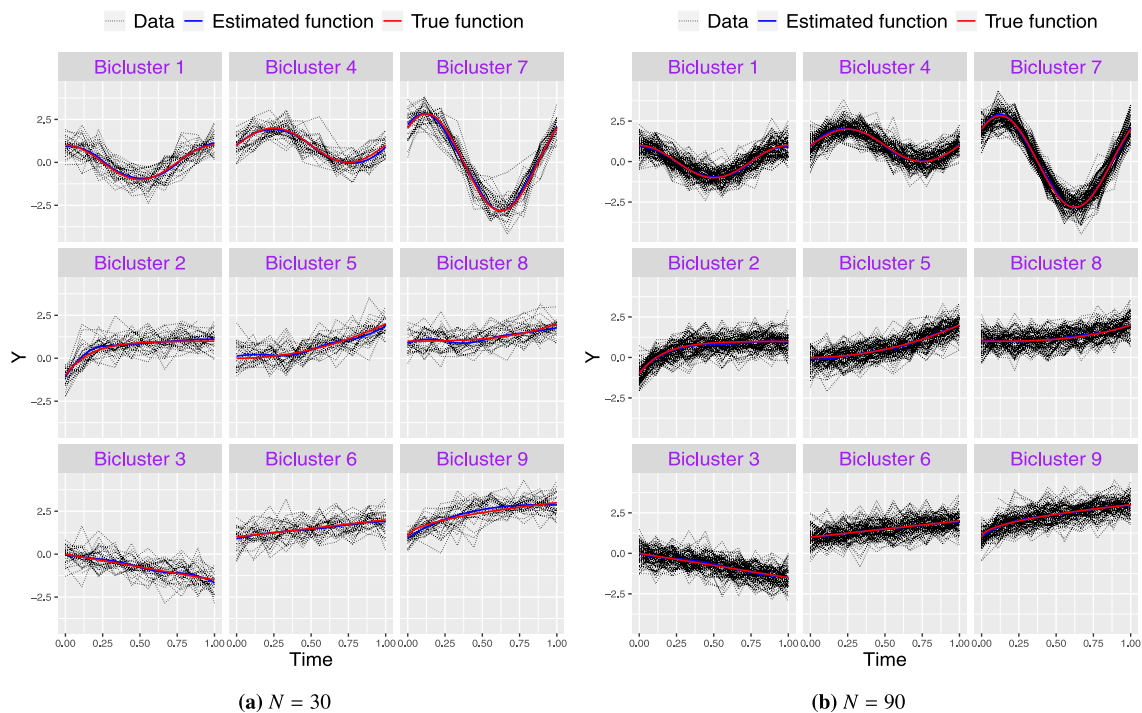 Data Estimated function True function
Bicluster 1 Bicluster 4 Bicluster 7
2.5
0.0
−2.5
Bicluster 2 Bicluster 5 Bicluster 8
2.5
0.0
−2.5
Bicluster 3 Bicluster 6 Bicluster 9
2.5
0.0
−2.5
0.00 0.25 0.50 0.75 1.00 0.00 0.25 0.50 0.75 1.00 0.00 0.25 0.50 0.75 1.00
Y
Time
(a) N = 30
Data Estimated function True function
Bicluster 1 Bicluster 4 Bicluster 7
2.5
0.0
−2.5
Bicluster 2 Bicluster 5 Bicluster 8
2.5
0.0
−2.5
Bicluster 3 Bicluster 6 Bicluster 9
2.5
0.0
−2.5
0.00 0.25 0.50 0.75 1.00 0.00 0.25 0.50 0.75 1.00 0.00 0.25 0.50 0.75 1.00
Y
Time
(b) N = 90